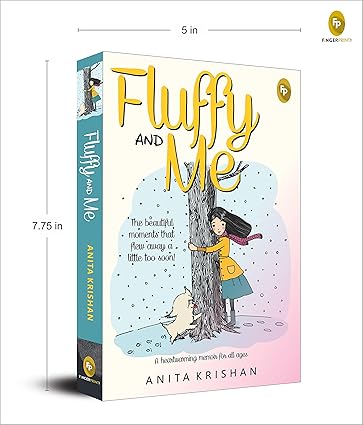 5 in
FP
FINGERPRINT!
7.75 in
Fluffy AND Me
ANITA KRISHAN
FP
FINGERPRINT!
Fluffy
AND
Me
FP
The beautiful
moments that
flew away a
little too soon!
A heartwarming memoir for all ages
ANITA KRISHAN